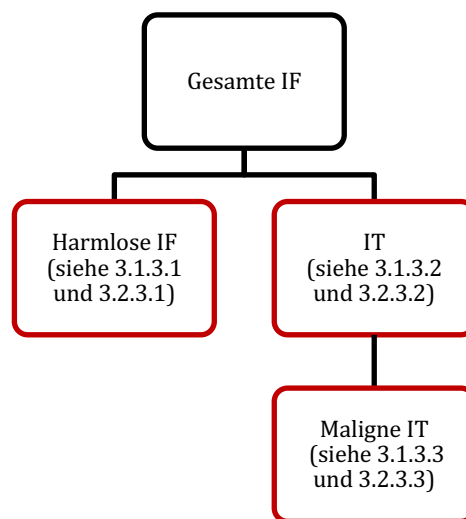 Gesamte IF
Harmlose IF
(siehe 3.1.3.1
und 3.2.3.1)
IT
(siehe 3.1.3.2
und 3.2.3.2)
Maligne IT
(siehe 3.1.3.3
und 3.2.3.3)